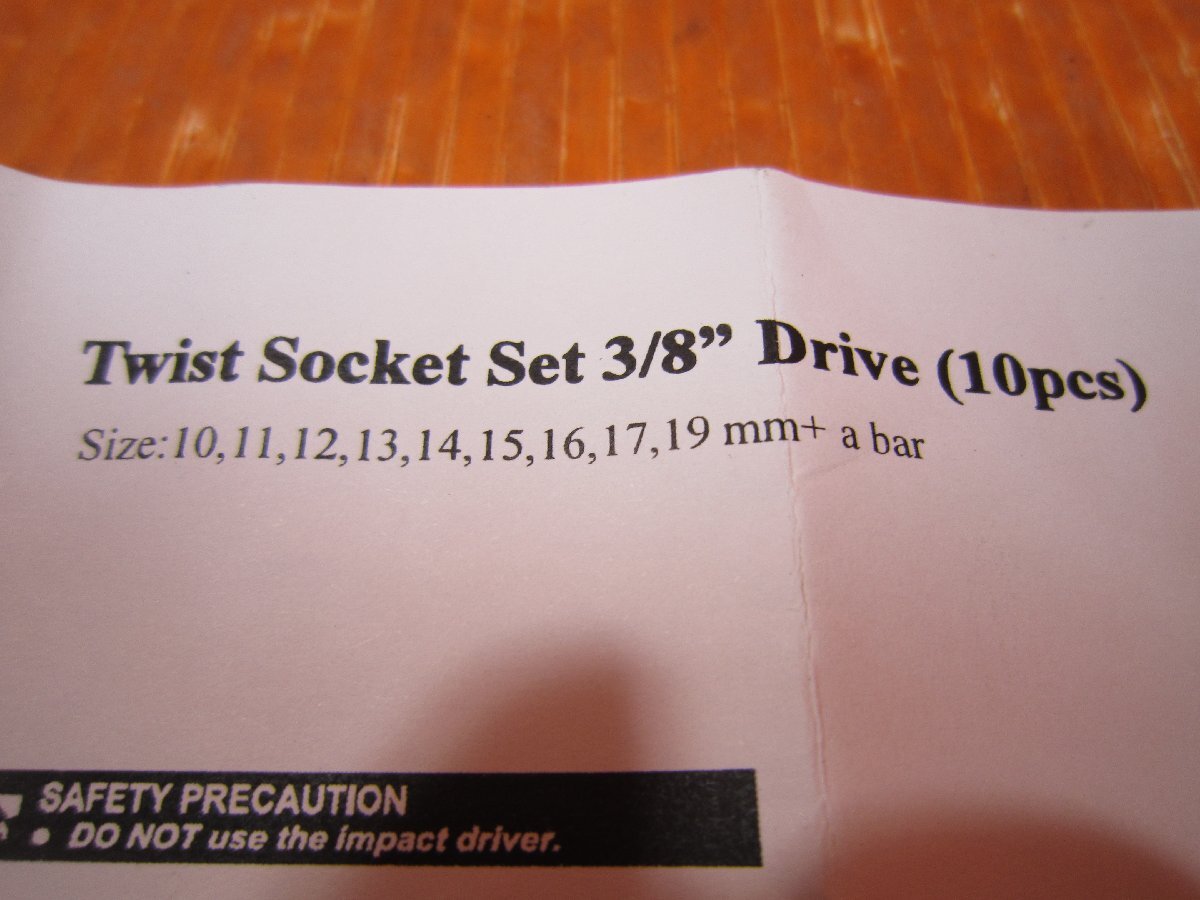 Twist Socket Set 3/8” Drive (10pcs)
Size:10,11,12,13,14,15,16,17,19 mm+ a bar
SAFETY PRECAUTION
● DO NOT use the impact driver.